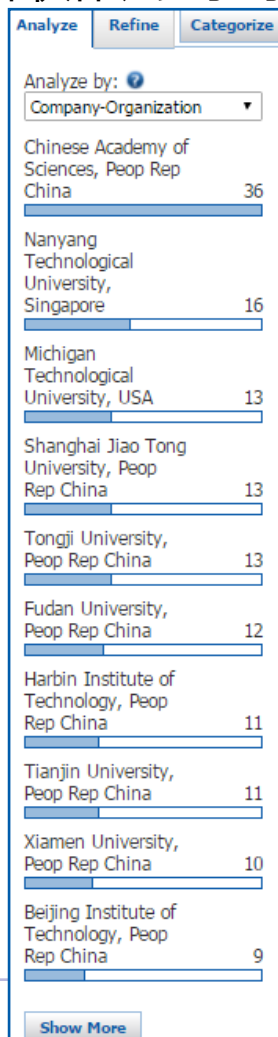 Analyze Refine Categorize
Analyze by:
Company-Organization
Chinese Academy of
Sciences, Peop Rep
China 36
Nanyang
Technological
University,
Singapore 16
Michigan
Technological
University, USA 13
Shanghai Jiao Tong
University, Peop
Rep China 13
Tongji University,
Peop Rep China 13
Fudan University,
Peop Rep China 12
Harbin Institute of
Technology, Peop
Rep China 11
Tianjin University,
Peop Rep China 11
Xiamen University,
Peop Rep China 10
Beijing Institute of
Technology, Peop
Rep China 9
Show More